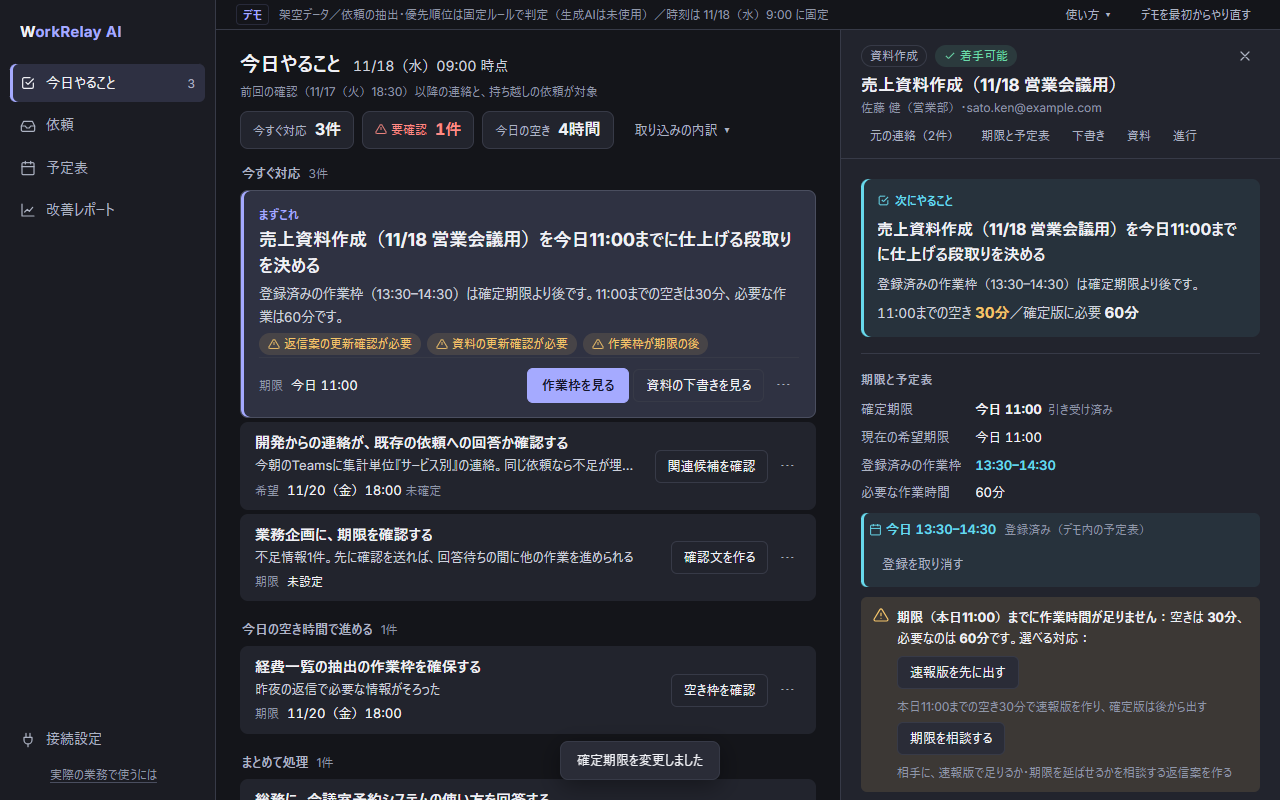 WorkRelay AI
今日やること 3
依頼
予定表
改善レポート
接続設定
実際の業務で使うには
デモ 架空データ／依頼の抽出・優先順位は固定ルールで判定（生成AIは未使用）／時刻は 11/18（水）9:00 に固定
使い方 ▼ デモを最初からやり直す
今日やること 11/18（水）09:00 時点
前回の確認（11/17（火）18:30）以降の連絡と、持ち越しの依頼が対象
今すぐ対応 3件 要確認 1件 今日の空き 4時間 取り込みの内訳 ▼
今すぐ対応 3件
まずこれ
売上資料作成（11/18 営業会議用）を今日11:00までに仕上げる段取り
を決める
登録済みの作業枠（13:30–14:30）は確定期限より後です。11:00までの空きは30分、必要な作
業は60分です。
返信案の更新確認が必要 資料の更新確認が必要 作業枠が期限の後
期限 今日 11:00 作業枠を見る 資料の下書きを見る …
開発からの連絡が、既存の依頼への回答か確認する
今朝のTeamsに集計単位『サービス別』の連絡。同じ依頼なら不足が埋…
希望 11/20（金）18:00 未確定
関連候補を確認 …
業務企画に、期限を確認する
不足情報1件。先に確認を送れば、回答待ちの間に他の作業を進められる
期限 未設定
確認文を作る …
今日の空き時間で進める 1件
経費一覧の抽出の作業枠を確保する
昨夜の返信で必要な情報がそろった
期限 11/20（金）18:00
空き枠を確認 …
まとめて処理 1件
総務に、会議室予約システムの使い方を回答する
確定期限を変更しました
資料作成 着手可能
売上資料作成（11/18 営業会議用）
佐藤 健（営業部）・sato.ken@example.com
元の連絡（2件） 期限と予定表 下書き 資料 進行
次にやること
売上資料作成（11/18 営業会議用）を今日11:00まで
に仕上げる段取りを決める
登録済みの作業枠（13:30–14:30）は確定期限より後です。
11:00までの空き 30分／確定版に必要 60分
期限と予定表
確定期限 今日 11:00 引き受け済み
現在の希望期限 今日 11:00
登録済みの作業枠 13:30–14:30
必要な作業時間 60分
今日 13:30–14:30 登録済み（デモ内の予定表）
登録を取り消す
期限（本日11:00）までに作業時間が足りません：空きは 30分、
必要なのは 60分です。選べる対応：
速報版を先に出す
本日11:00までの空き30分で速報版を作り、確定版は後から出す
期限を相談する
相手に、速報版で足りるか・期限を延ばせるかを相談する返信案を作る